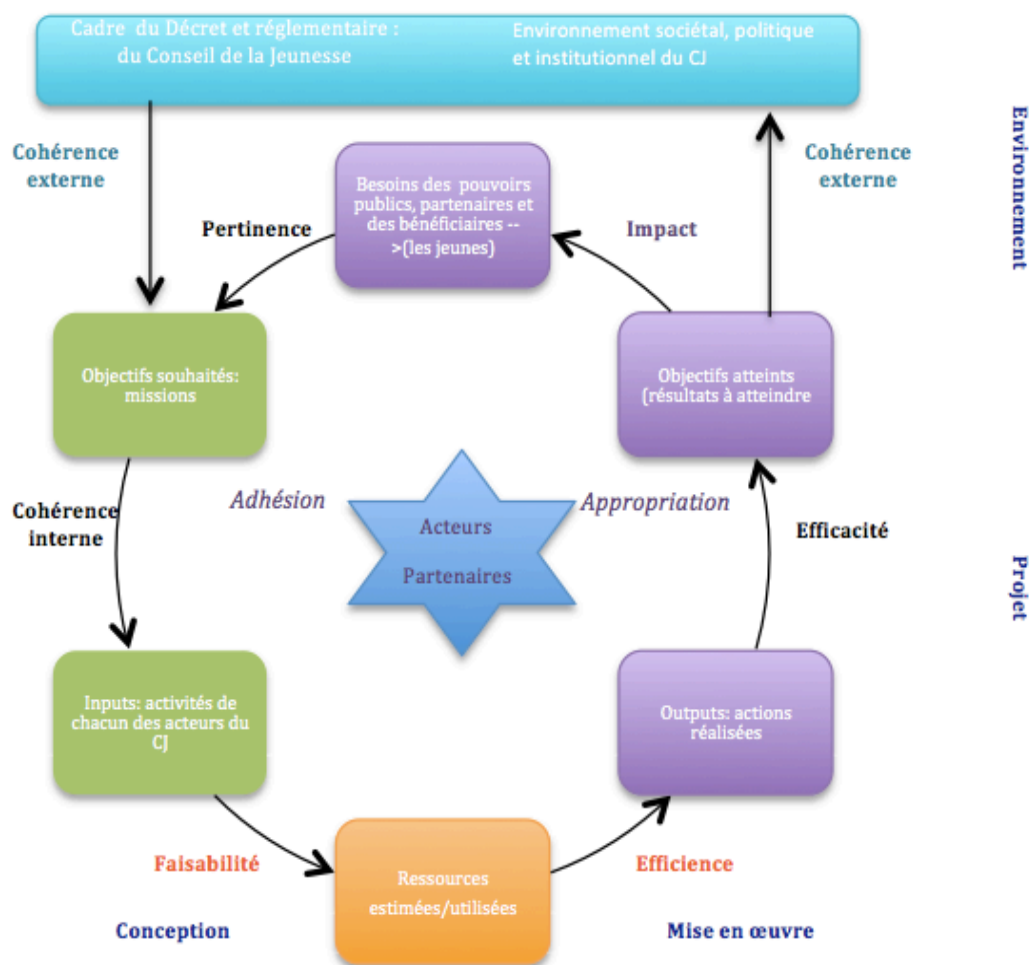 Cadre du Décret et réglementaire :
du Conseil de la Jeunesse
Environnement sociétal, politique
et institutionnel du CJ
Environnement
Cohérence
externe
Cohérence
externe
Besoins des pouvoirs
publics, partenaires et
des bénéficiaires --
>(les jeunes)
Pertinence
Impact
Objectifs souhaités:
missions
Objectifs atteints
(résultats à atteindre
Adhésion
Appropriation
Acteurs
Partenaires
Cohérence
interne
Efficacité
Projet
Inputs: activités de
chacun des acteurs du
CJ
Outputs: actions
réalisées
Faisabilité
Efficience
Ressources
estimées/utilisées
Conception
Mise en œuvre